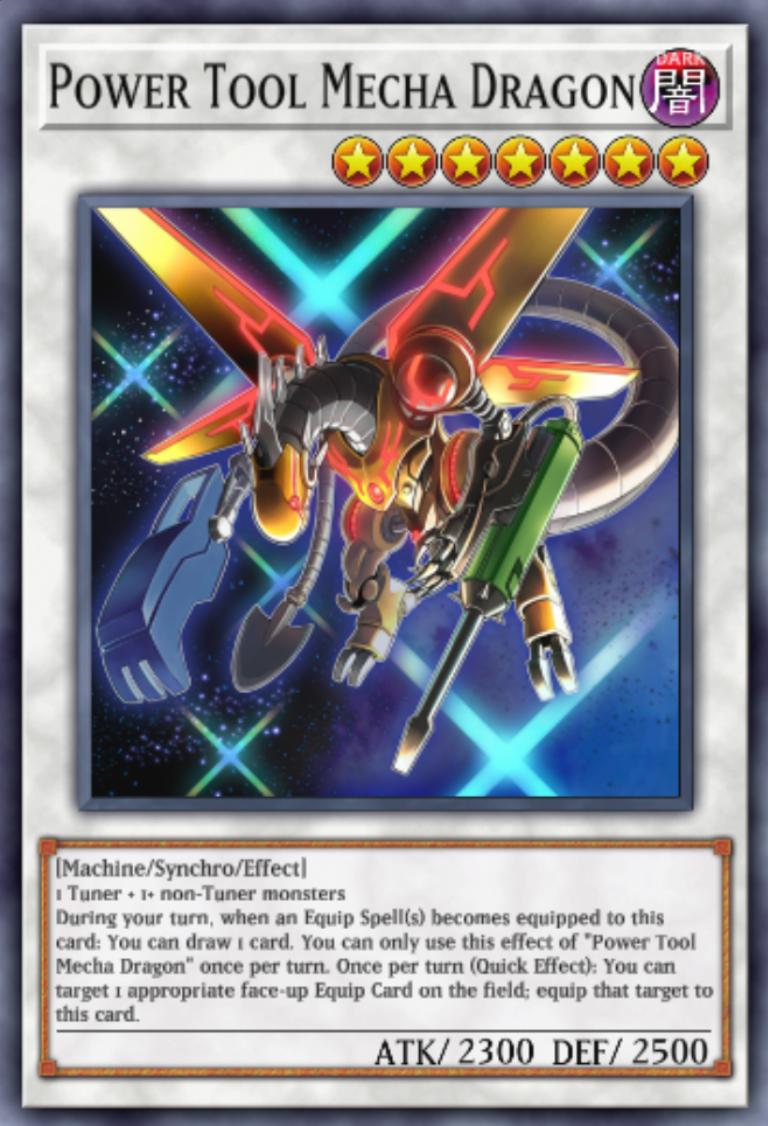 POWER TOOL MECHA DRAGON
DARK
闇
[Machine/Synchro/Effect]
1 Tuner + 1+ non-Tuner monsters
During your turn, when an Equip Spell(s) becomes equipped to this
card: You can draw 1 card. You can only use this effect of "Power Tool
Mecha Dragon" once per turn. Once per turn (Quick Effect): You can
target 1 appropriate face-up Equip Card on the field; equip that target to
this card.
ATK/ 2300 DEF/ 2500